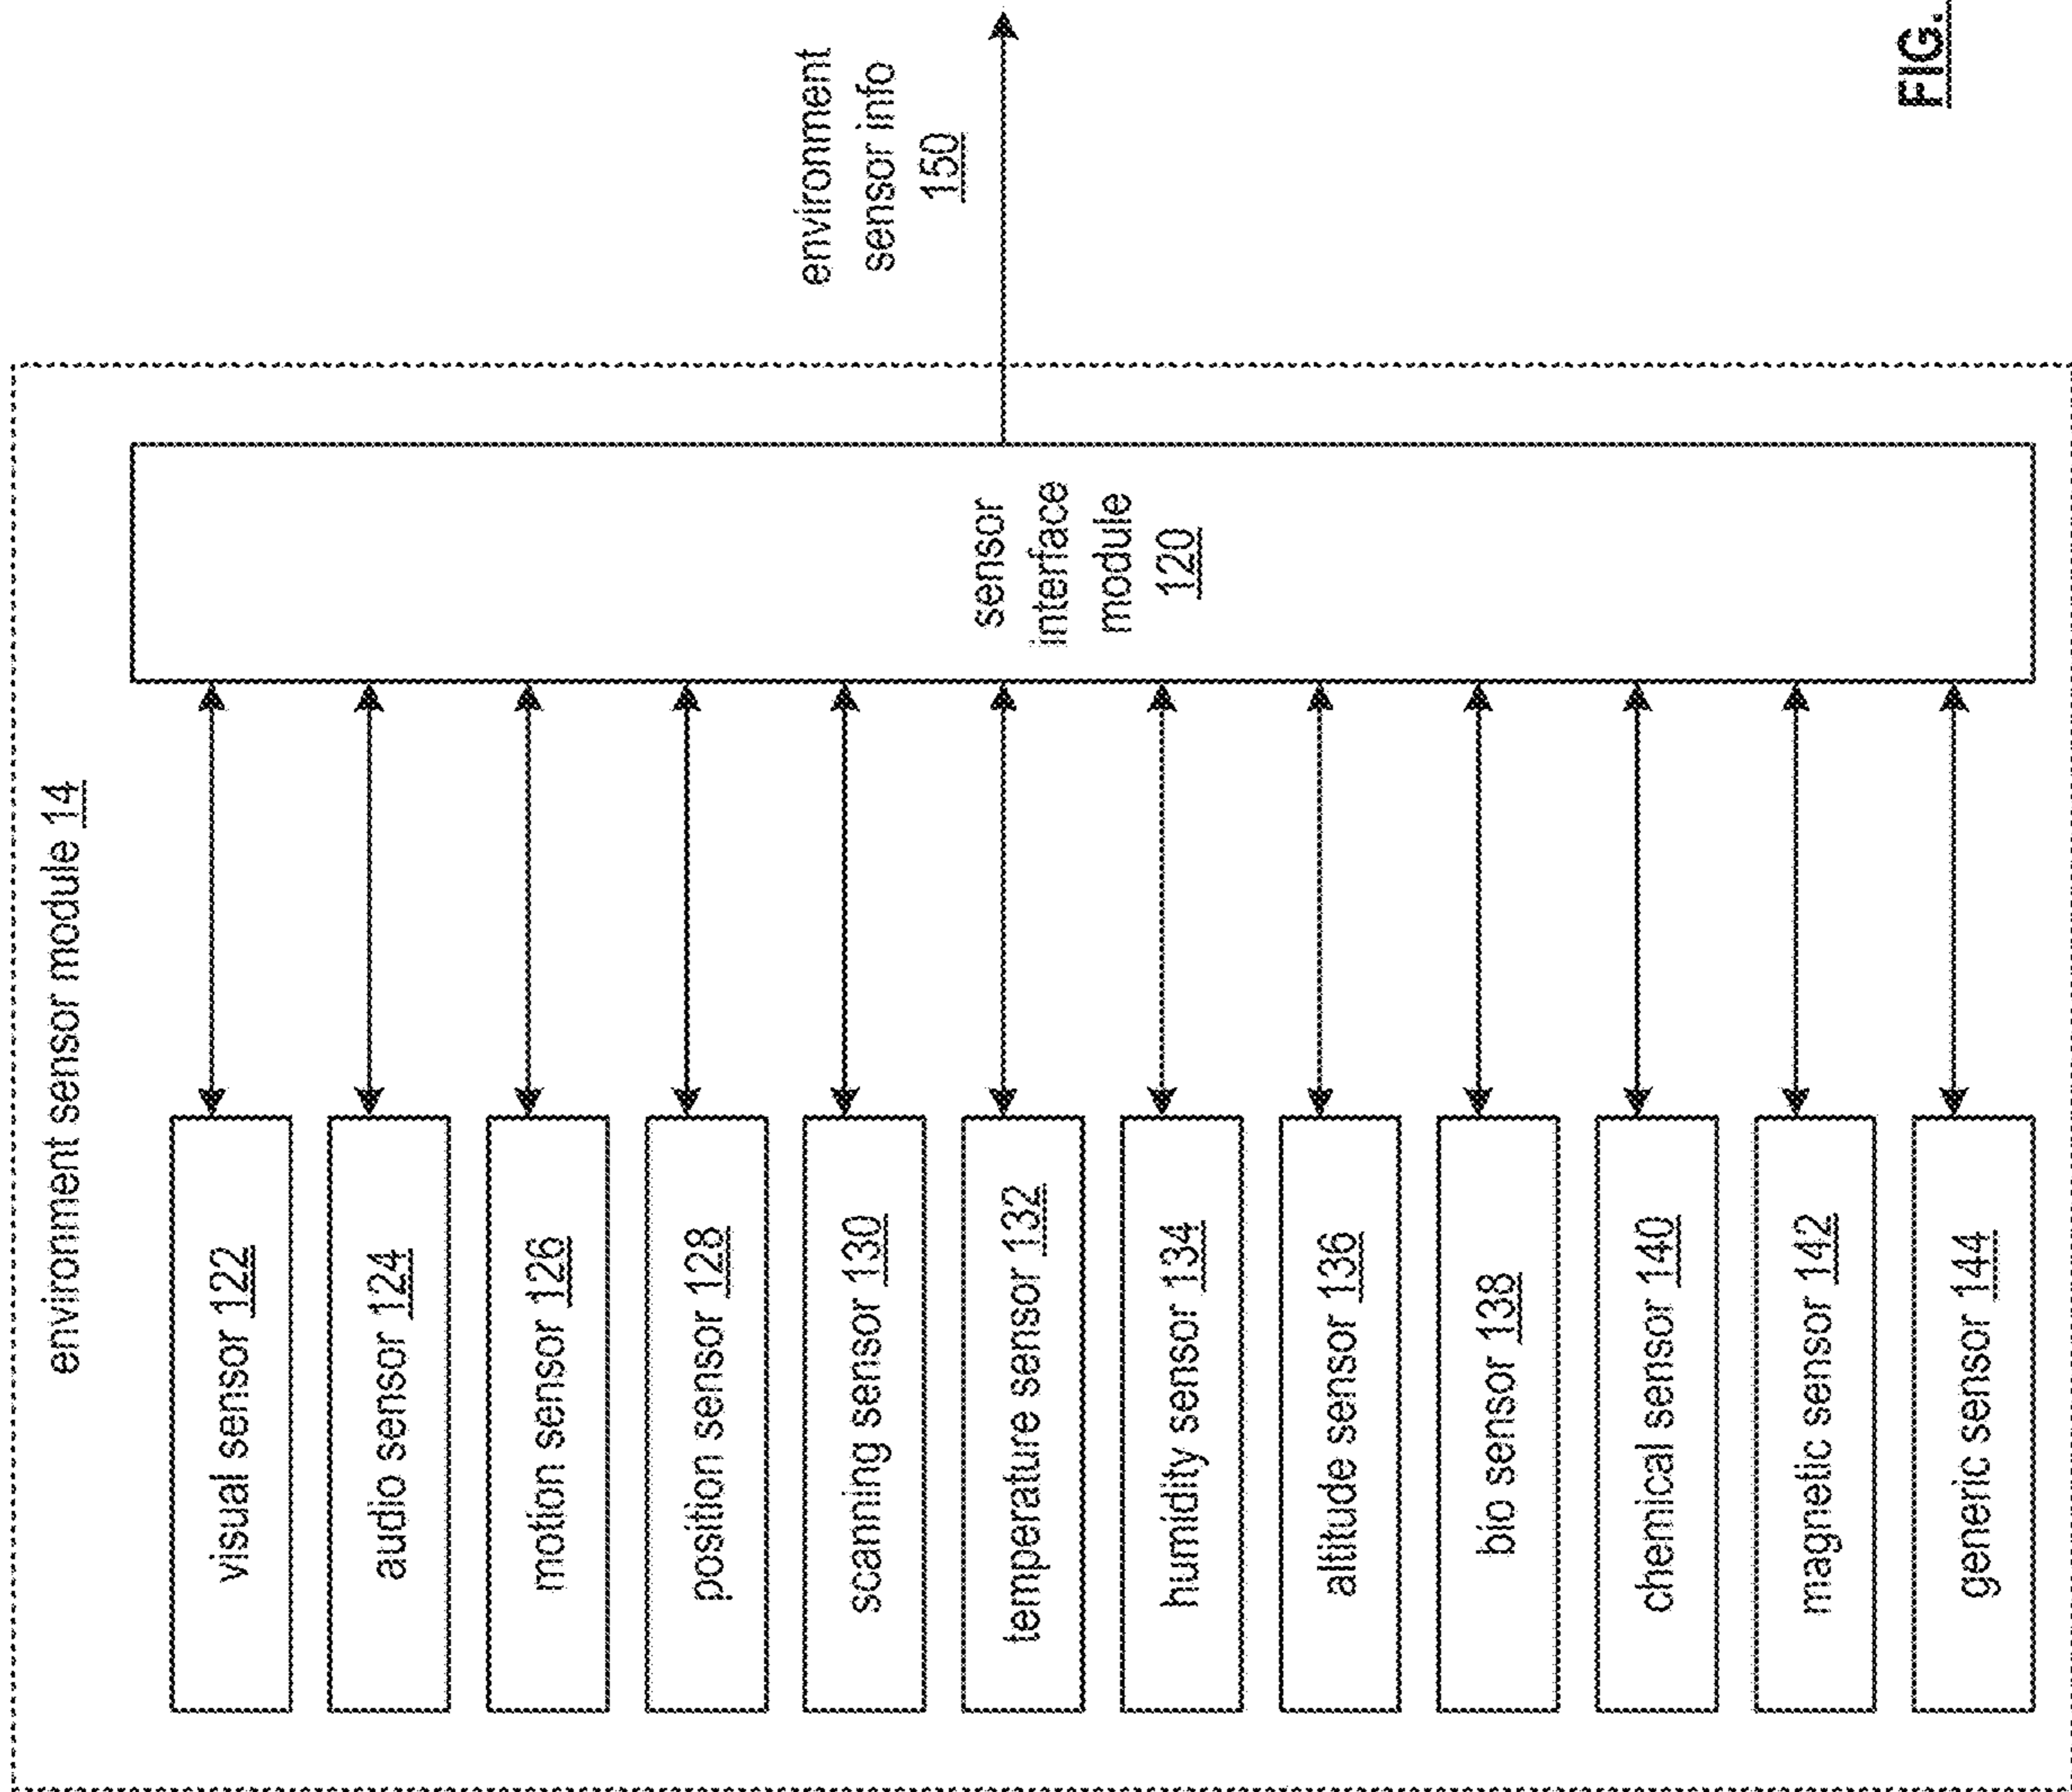 environment sensor module 14
visual sensor 122
audio sensor 124
motion sensor 126
position sensor 128
scanning sensor 130
temperature sensor 132
humidity sensor 134
altitude sensor 136
bio sensor 138
chemical sensor 140
magnetic sensor 142
generic sensor 144
sensor
interface
module
120
environment
sensor info
150
FIG.